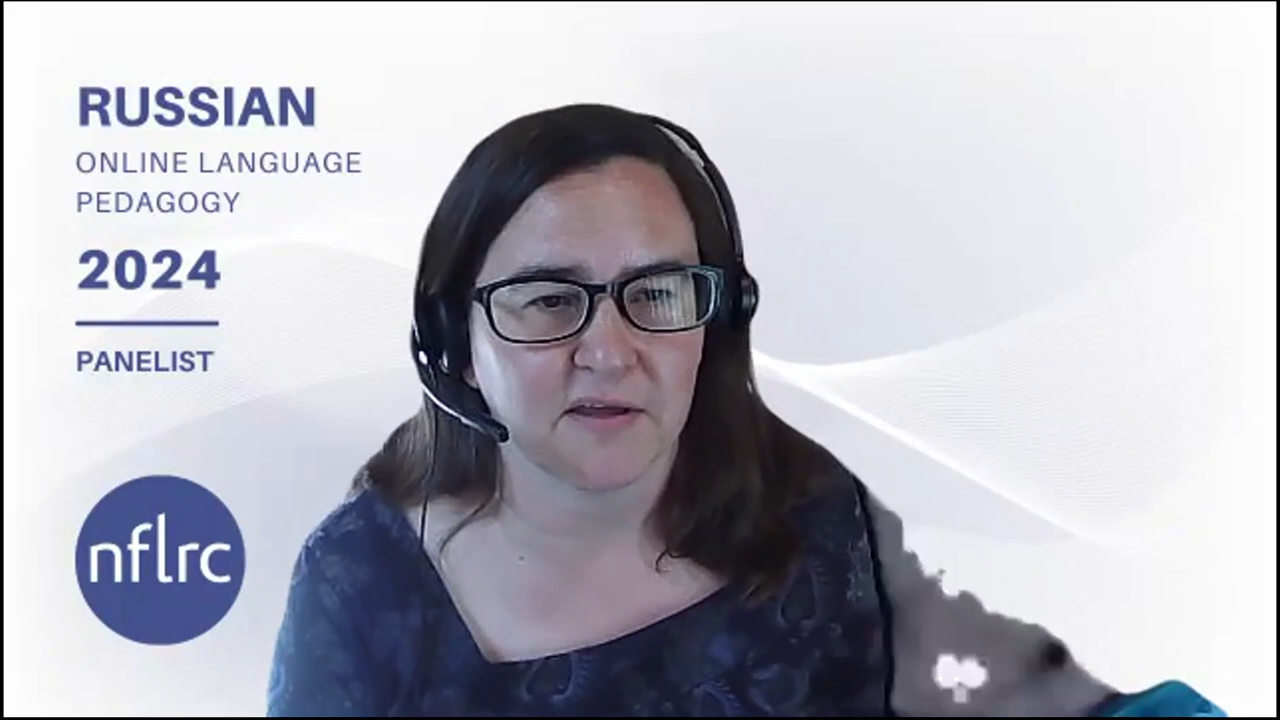 RUSSIAN
ONLINE LANGUAGE
PEDAGOGY
2024
PANELIST
nflrc